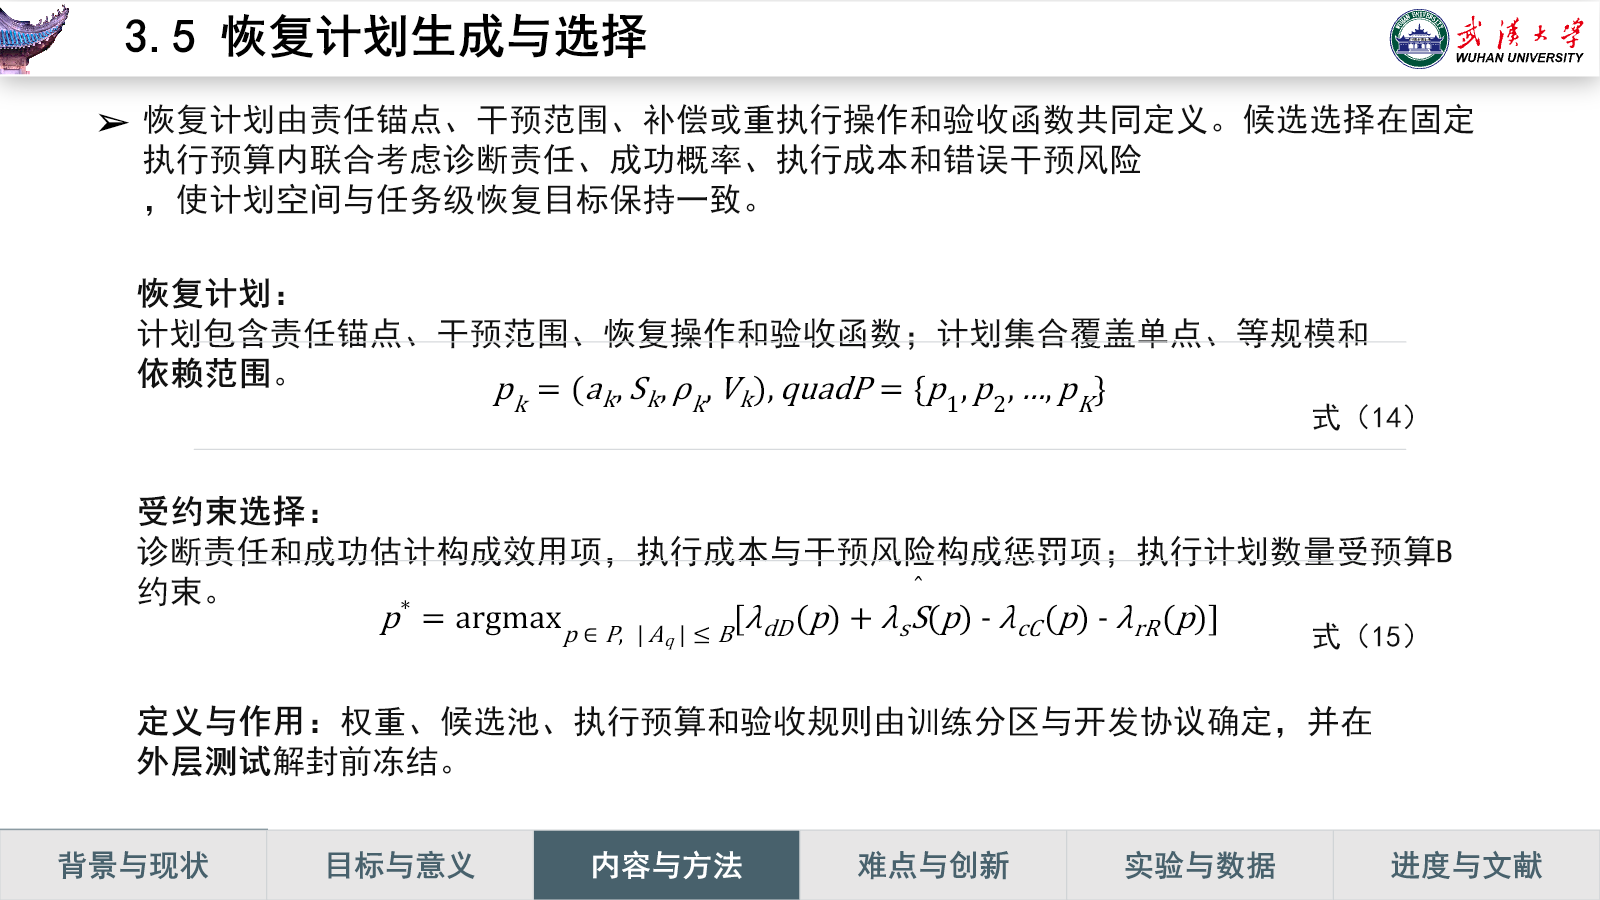 3.5 恢复计划生成与选择
武汉大学
WUHAN UNIVERSITY
➢ 恢复计划由责任锚点、干预范围、补偿或重执行操作和验收函数共同定义。候选选择在固定
执行预算内联合考虑诊断责任、成功概率、执行成本和错误干预风险
，使计划空间与任务级恢复目标保持一致。
恢复计划：
计划包含责任锚点、干预范围、恢复操作和验收函数；计划集合覆盖单点、等规模和
依赖范围。
p_k = (a_k, S_k, ρ_k, V_k), quadP = {p_1, p_2, ..., p_K}
式（14）
受约束选择：
诊断责任和成功估计构成效用项，执行成本与干预风险构成惩罚项；执行计划数量受预算B
约束。
p^* = argmax_{p ∈ P, |A_q| ≤ B}[λ_{dD}(p) + λ_s Ŝ(p) - λ_{cC}(p) - λ_{rR}(p)]
式（15）
定义与作用：权重、候选池、执行预算和验收规则由训练分区与开发协议确定，并在
外层测试解封前冻结。
背景与现状
目标与意义
内容与方法
难点与创新
实验与数据
进度与文献